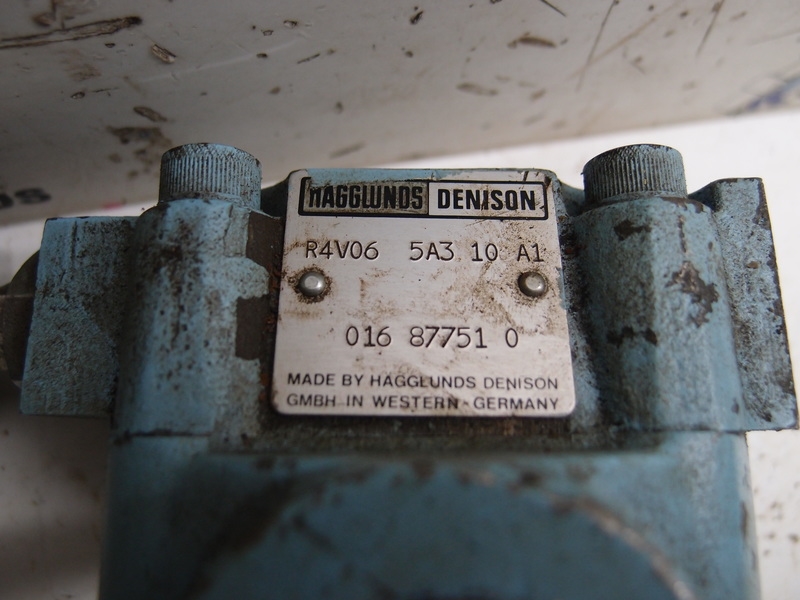 HAGGLUNDS DENISON
R4V06 5A3 10 A1
016 87751 0
MADE BY HAGGLUNDS DENISON
GMBH IN WESTERN-GERMANY